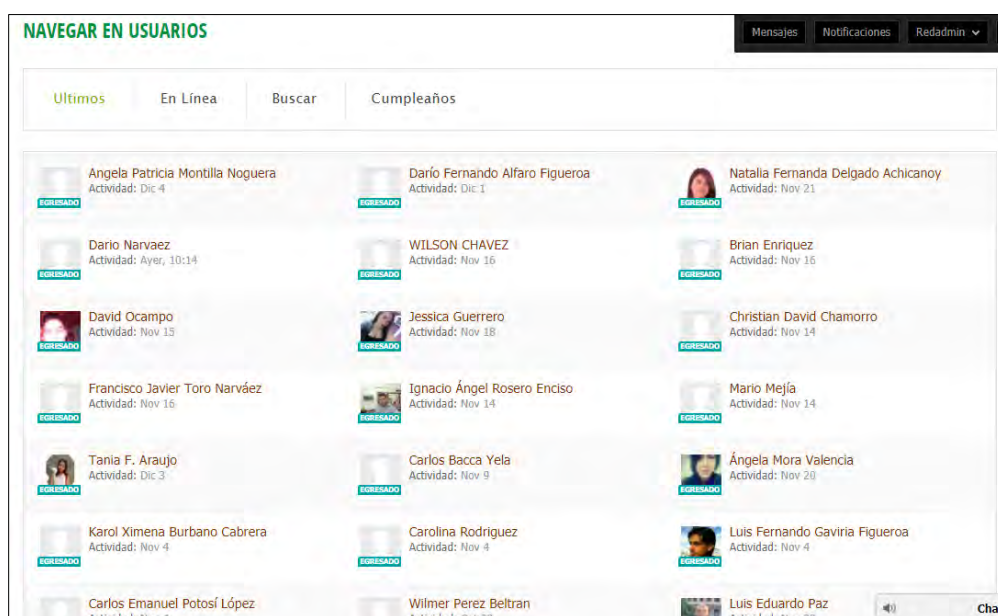 NAVEGAR EN USUARIOS
Mensajes Notificaciones Redadmin
Ultimos En Línea Buscar Cumpleaños
Angela Patricia Montilla Noguera Darío Fernando Alfaro Figueroa Natalia Fernanda Delgado Achicanoy
Actividad: Dic 4 Actividad: Dic 1 Actividad: Nov 21
EGRESADO EGRESADO EGRESADO
Dario Narvaez WILSON CHAVEZ Brian Enriquez
Actividad: Ayer, 10:14 Actividad: Nov 16 Actividad: Nov 16
EGRESADO EGRESADO EGRESADO
David Ocampo Jessica Guerrero Christian David Chamorro
Actividad: Nov 15 Actividad: Nov 18 Actividad: Nov 14
EGRESADO EGRESADO EGRESADO
Francisco Javier Toro Narváez Ignacio Ángel Rosero Enciso Mario Mejía
Actividad: Nov 16 Actividad: Nov 14 Actividad: Nov 14
EGRESADO EGRESADO EGRESADO
Tania F. Araujo Carlos Bacca Yela Ángela Mora Valencia
Actividad: Dic 3 Actividad: Nov 9 Actividad: Nov 20
EGRESADO EGRESADO EGRESADO
Karol Ximena Burbano Cabrera Carolina Rodriguez Luis Fernando Gaviria Figueroa
Actividad: Nov 4 Actividad: Nov 4 Actividad: Nov 4
EGRESADO EGRESADO EGRESADO
Carlos Emanuel Potosí López Wilmer Perez Beltran Luis Eduardo Paz
Cha